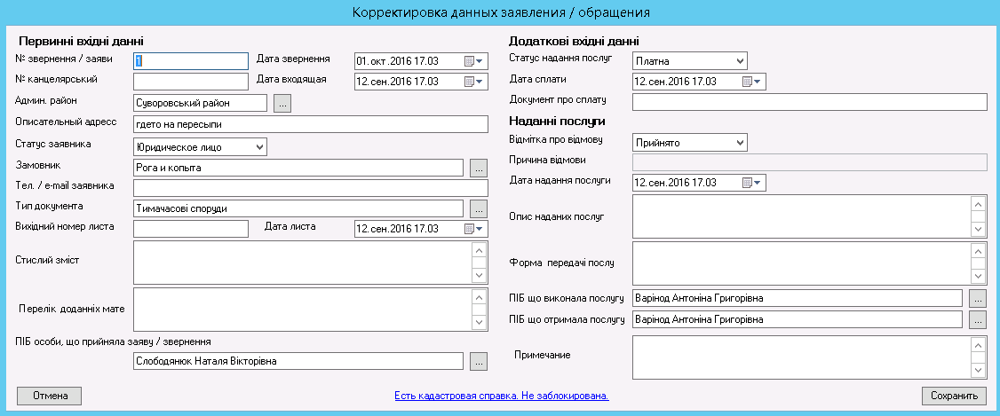 Корректировка данных заявления / обращения
Первинні вхідні данні
№ звернення / заяви 1 Дата звернення 01.окт.2016 17.03
№ канцелярський Дата входящая 12.сен.2016 17.03
Админ. район Суворовський район ...
Описательный адресс гдето на пересыпи
Статус заявника Юридическое лицо
Замовник Рога и копыта ...
Тел. / e-mail заявника
Тип документа Тимачасові споруди ...
Вихідний номер листа Дата листа 12.сен.2016 17.03
Стислий зміст
Перелік доданніх мате
ПІБ особи, що прийняла заяву / звернення
Слободянюк Наталя Вікторівна ...
Додаткові вхідні данні
Статус надання послуг Платна
Дата сплати 12.сен.2016 17.03
Документ про сплату
Наданні послуги
Відмітка про відмову Прийнято
Причина відмови
Дата надання послуги 12.сен.2016 17.03
Опис наданих послуг
Форма передачі послу
ПІБ що виконала послугу Варінод Антоніна Григорівна ...
ПІБ що отримала послугу Варінод Антоніна Григорівна ...
Примечание
Отмена Есть кадастровая справка. Не заблокирована. Сохранить